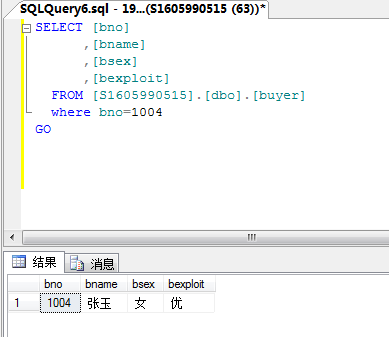 SQLQuery6.sql - 19...(S1605990515 (63))*
SELECT [bno]
,[bname]
,[bsex]
,[bexploit]
FROM [S1605990515].[dbo].[buyer]
where bno=1004
GO
结果 消息
bno bname bsex bexploit
1 1004 张玉 女 优